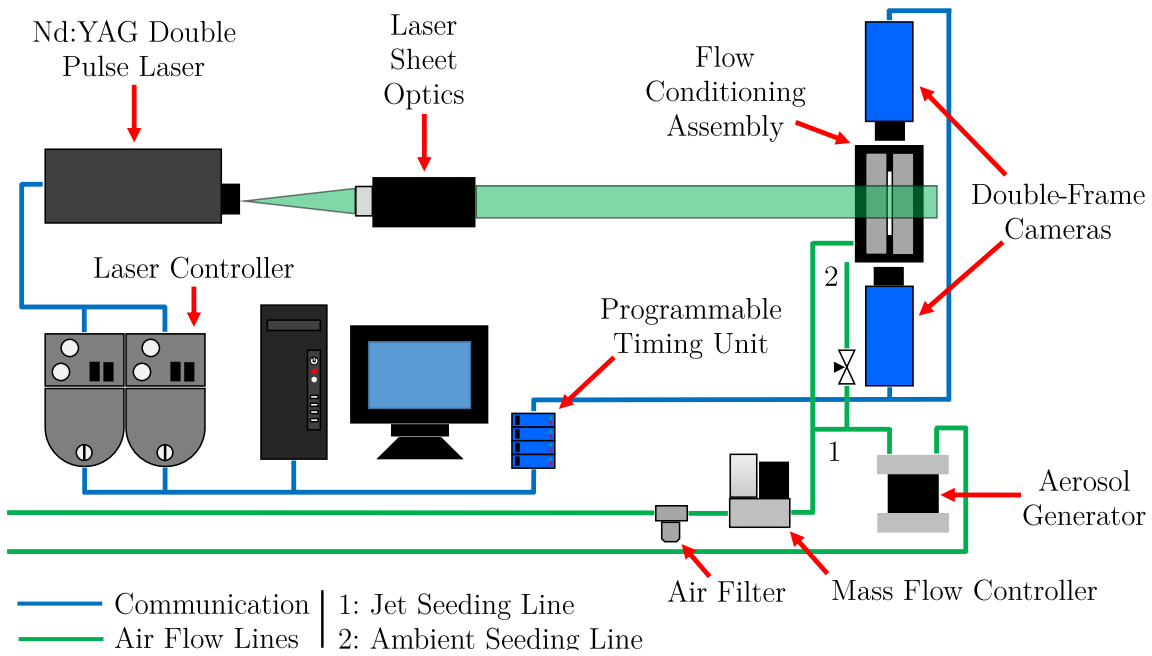 Nd:YAG Double
Pulse Laser
Laser
Sheet
Optics
Flow
Conditioning
Assembly
Double-Frame
Cameras
Laser Controller
2
Programmable
Timing Unit
1
Aerosol
Generator
Air Filter
Mass Flow Controller
Communication
Air Flow Lines
1: Jet Seeding Line
2: Ambient Seeding Line